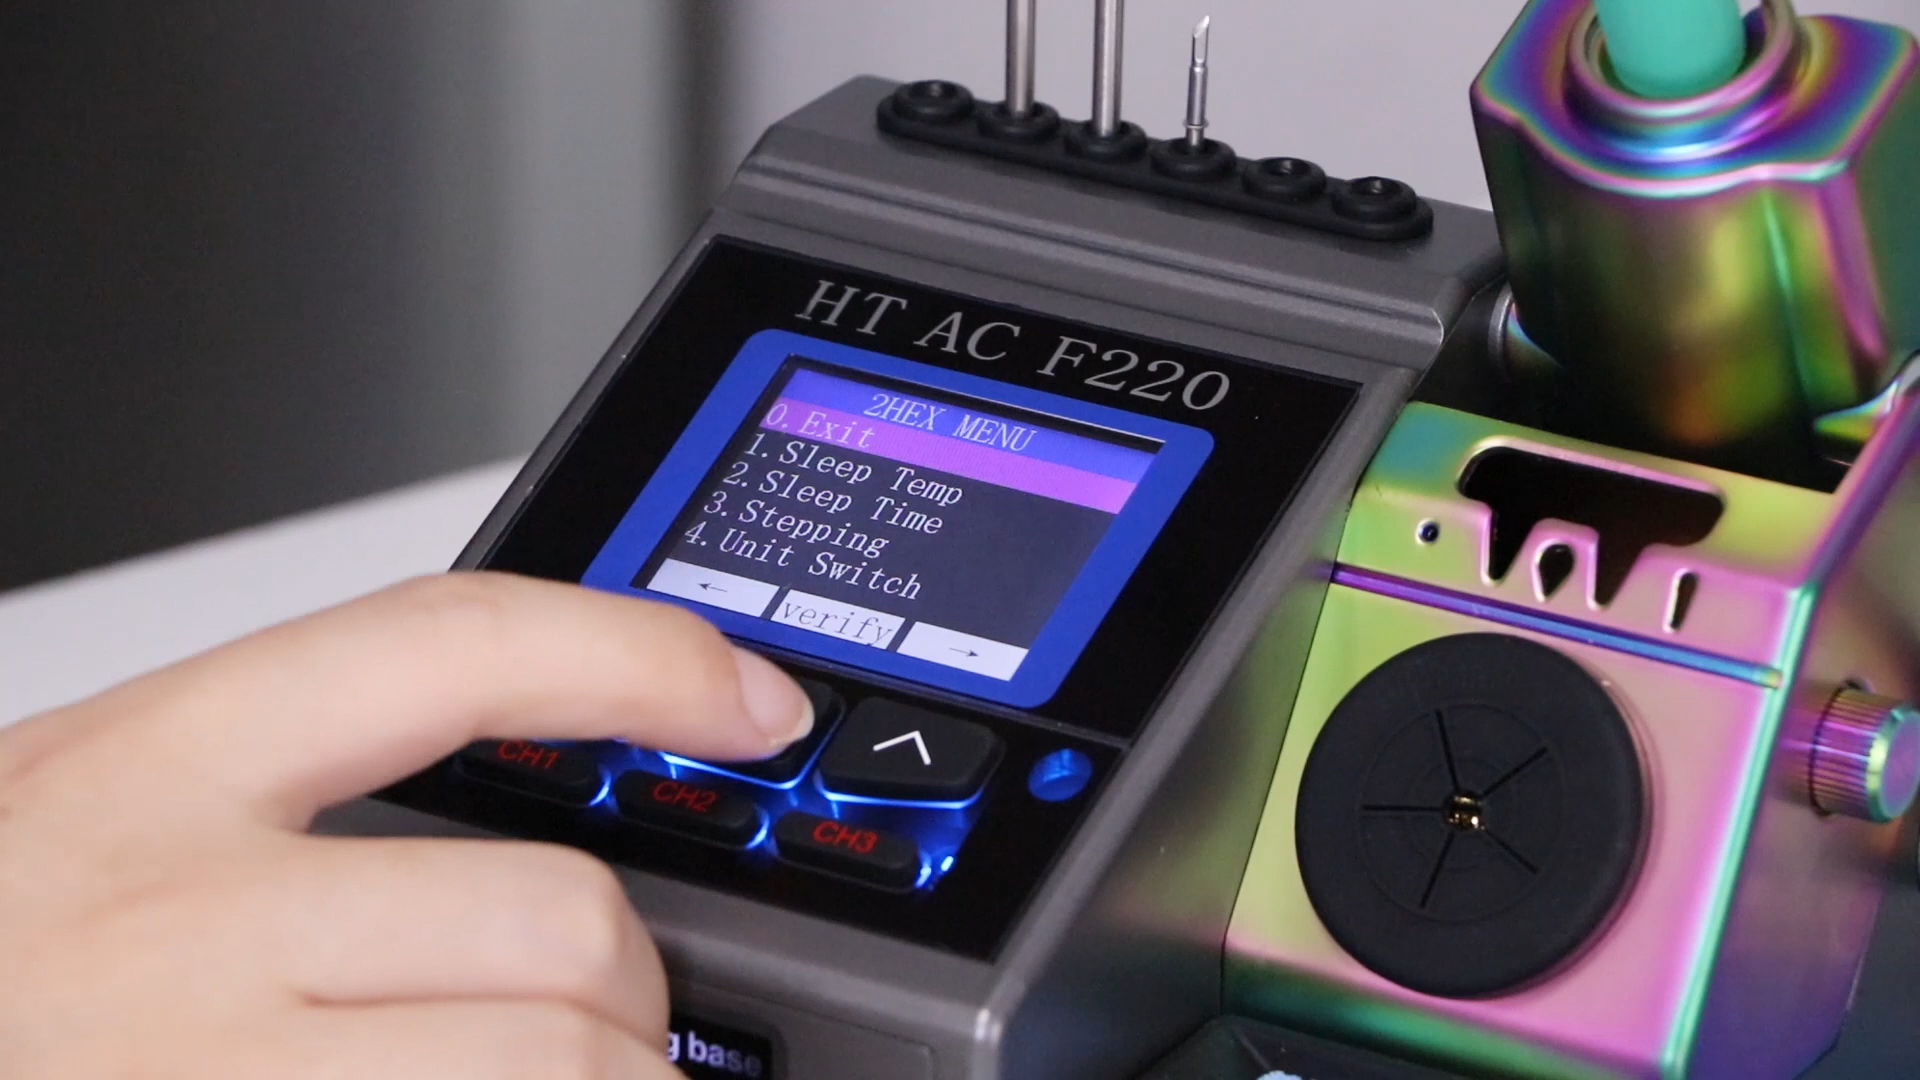 HT AC F220
2HEX MENU
0. Exit
1. Sleep Temp
2. Sleep Time
3. Stepping
4. Unit Switch
← verify →
CH1 CH2 CH3
g base